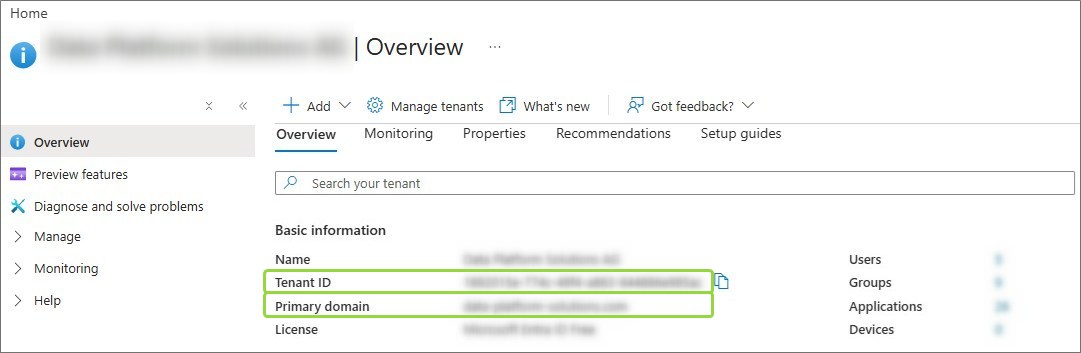 Home
| Overview ...
Add
Manage tenants
What's new
Got feedback?
Overview
Monitoring
Properties
Recommendations
Setup guides
Overview
Preview features
Diagnose and solve problems
Manage
Monitoring
Help
Search your tenant
Basic information
Name
Users
Tenant ID
Groups
Primary domain
Applications
License
Devices